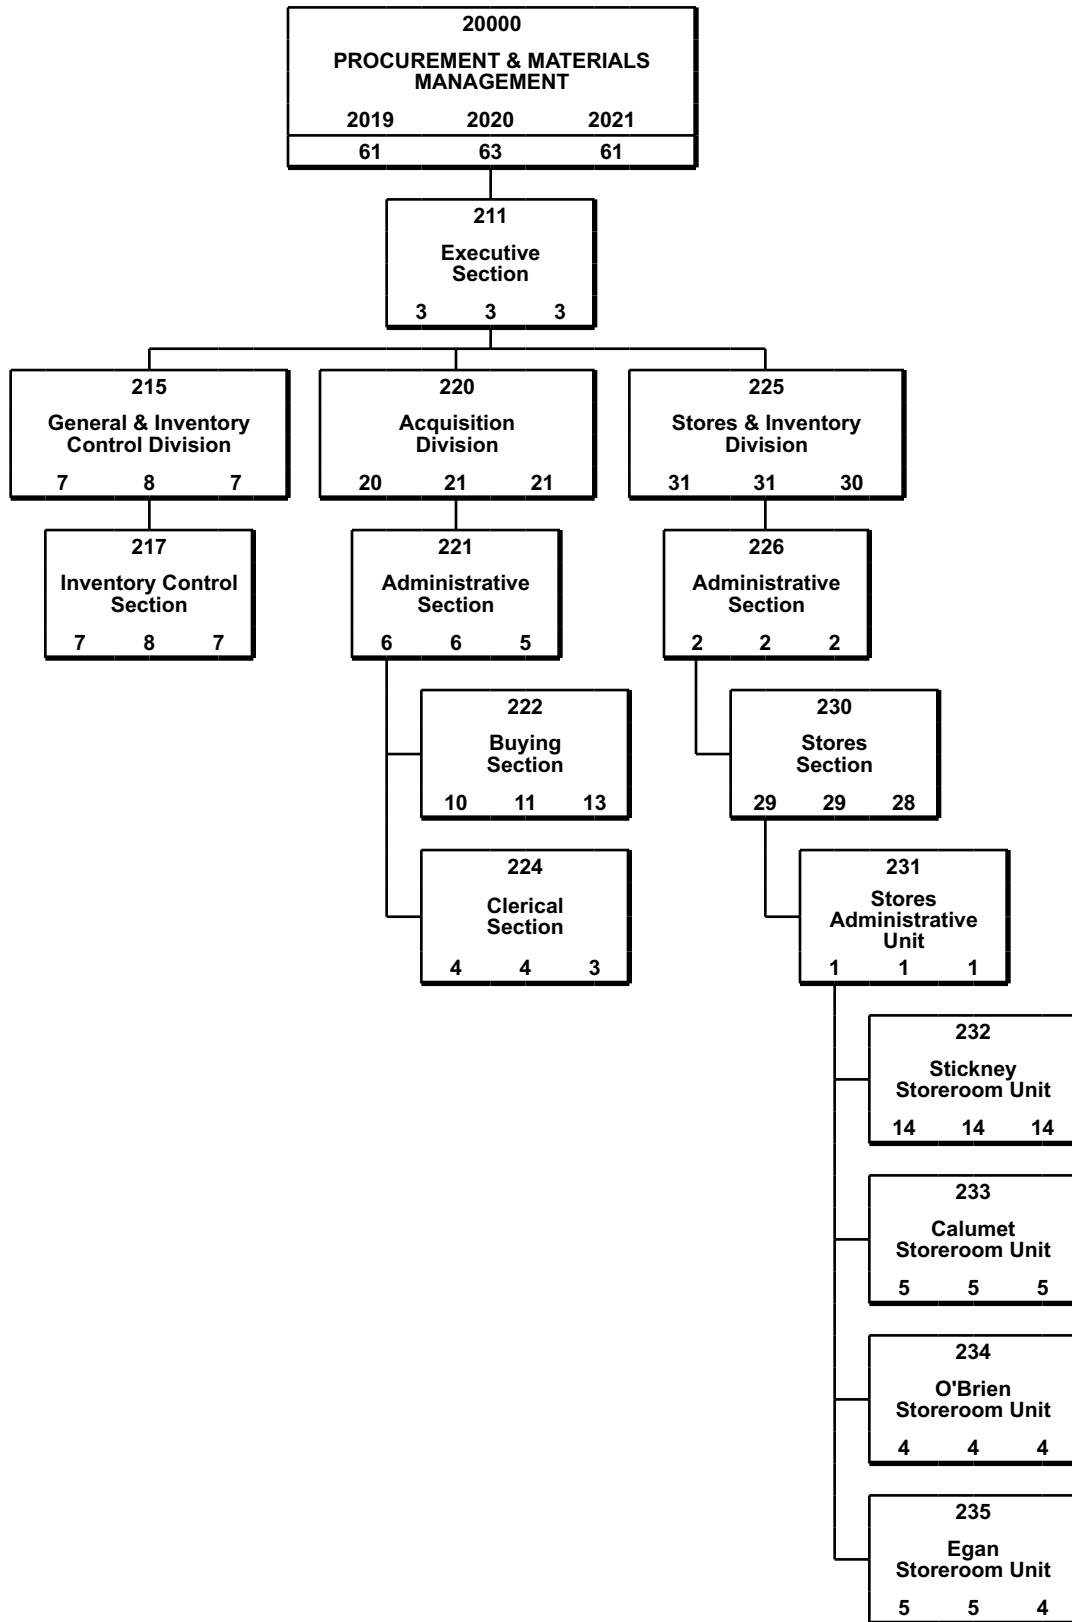 20000
PROCUREMENT & MATERIALS
MANAGEMENT
2019 2020 2021
61 63 61
211
Executive
Section
3 3 3
215
General & Inventory
Control Division
7 8 7
220
Acquisition
Division
20 21 21
225
Stores & Inventory
Division
31 31 30
217
Inventory Control
Section
7 8 7
221
Administrative
Section
6 6 5
226
Administrative
Section
2 2 2
222
Buying
Section
10 11 13
230
Stores
Section
29 29 28
224
Clerical
Section
4 4 3
231
Stores
Administrative
Unit
1 1 1
232
Stickney
Storeroom Unit
14 14 14
233
Calumet
Storeroom Unit
5 5 5
234
O'Brien
Storeroom Unit
4 4 4
235
Egan
Storeroom Unit
5 5 4